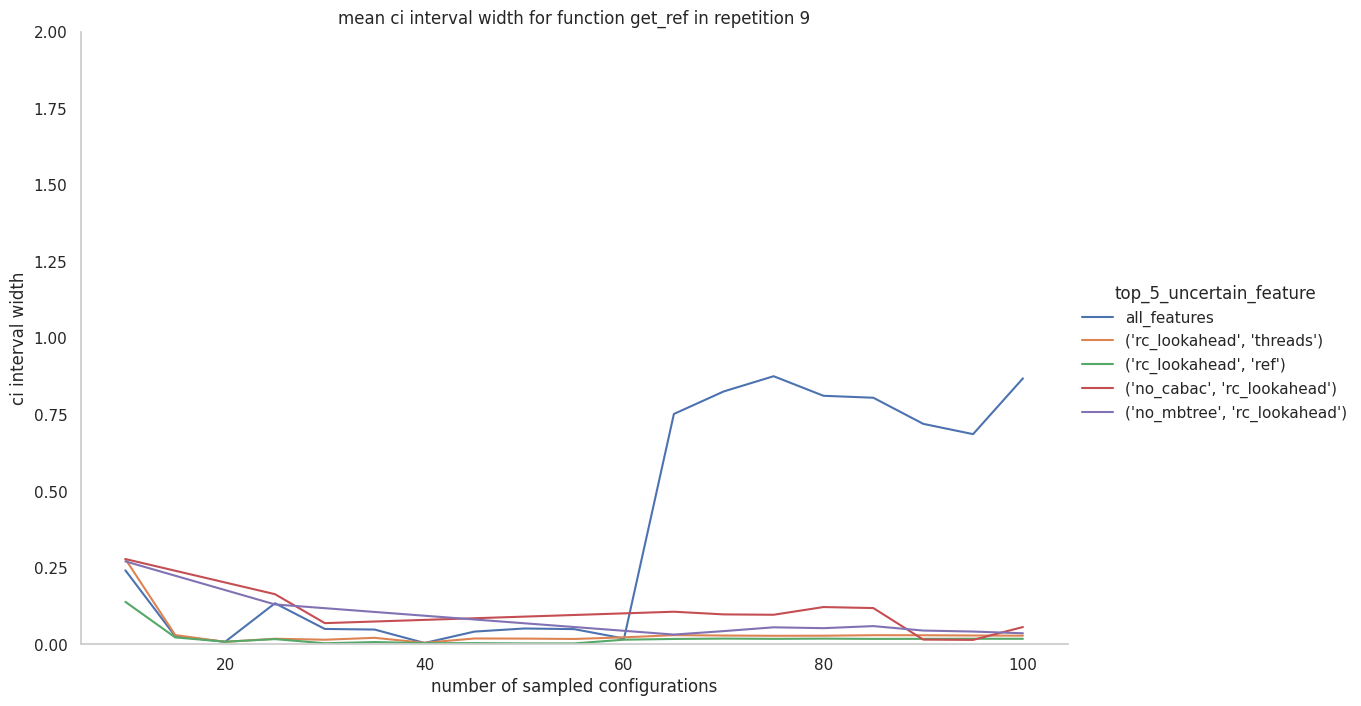 mean ci interval width for function get_ref in repetition 9
2.00
1.75
1.50
1.25
1.00
0.75
0.50
0.25
0.00
ci interval width
20
40
60
80
100
number of sampled configurations
top_5_uncertain_feature
all_features
('rc_lookahead', 'threads')
('rc_lookahead', 'ref')
('no_cabac', 'rc_lookahead')
('no_mbtree', 'rc_lookahead')